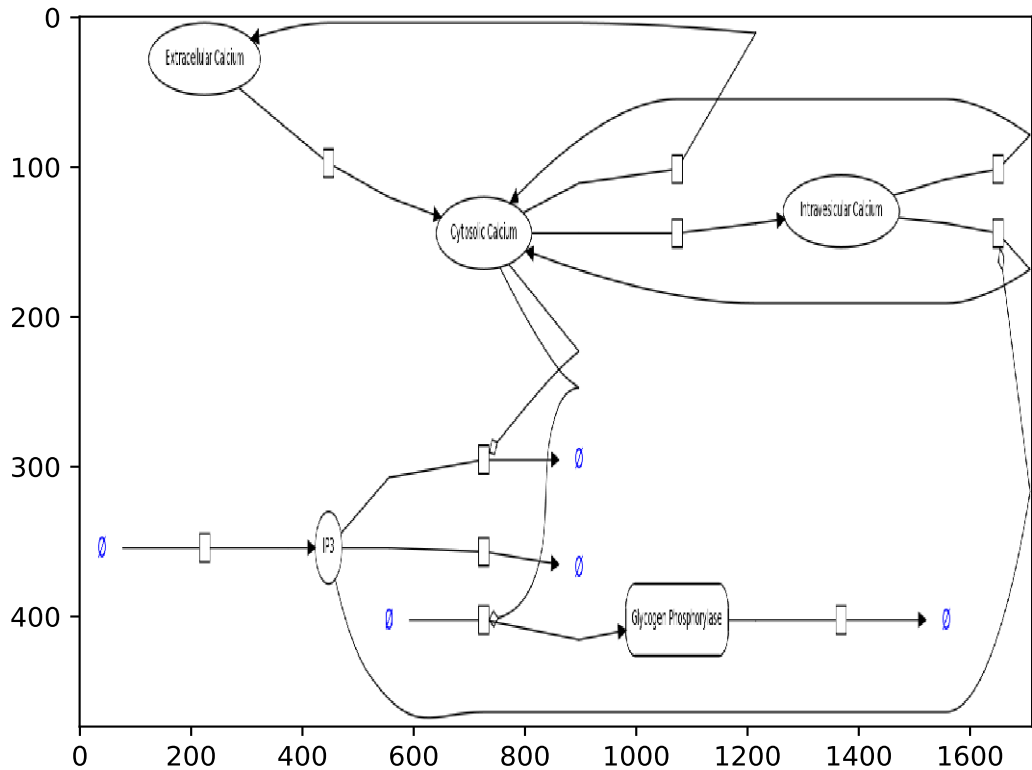 0
Extracellular Calcium
100
Intravesicular Calcium
Cytosolic Calcium
200
300
Ø
Ø
IP3
Ø
400
Ø
Glycogen Phosphorylase
Ø
0
200
400
600
800
1000
1200
1400
1600